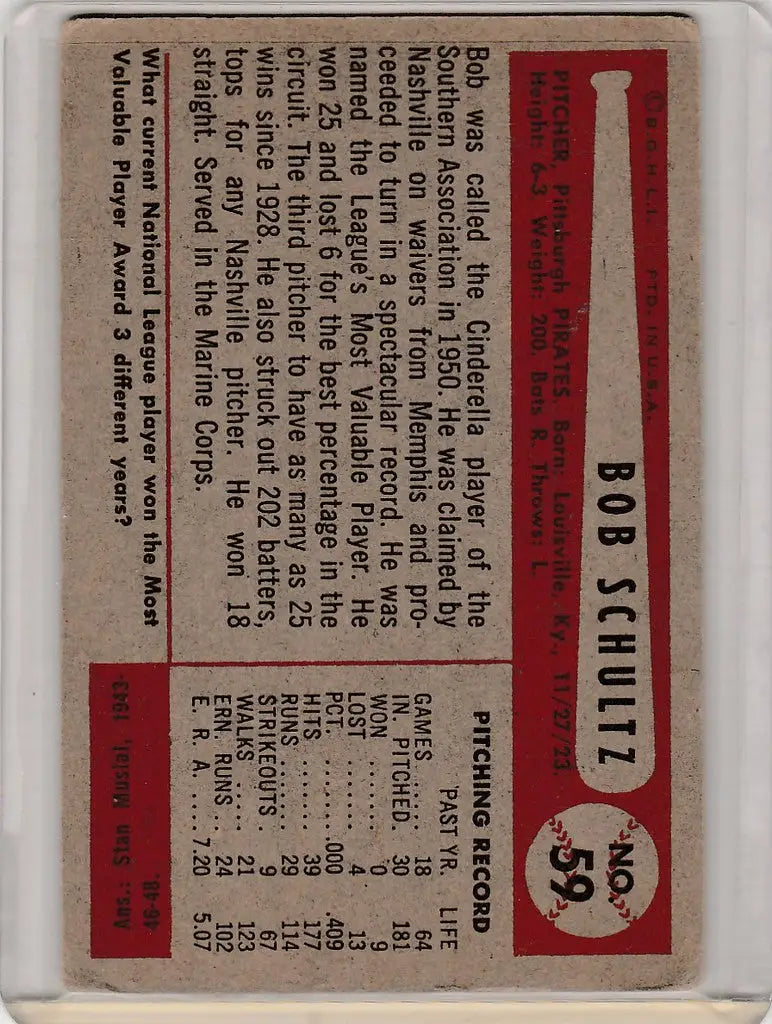 © B.G.H.L.I. PTD. IN U.S.A.
BOB SCHULTZ
NO.
59
PITCHER, Pittsburgh PIRATES. Born: Louisville, Ky., 11/27/23.
Height: 6-3 Weight: 200. Bats R. Throws: L.
Bob was called the Cinderella player of the
Southern Association in 1950. He was claimed by
Nashville on waivers from Memphis and pro-
ceeded to turn in a spectacular record. He was
named the League's Most Valuable Player. He
won 25 and lost 6 for the best percentage in the
circuit. The third pitcher to have as many as 25
wins since 1928. He also struck out 202 batters,
tops for any Nashville pitcher. He won 18
straight. Served in the Marine Corps.
PITCHING RECORD
PAST YR. LIFE
GAMES..... 18 64
IN. PITCHED. 30 181
WON ....... 0 9
LOST ....... 4 13
PCT. ....... .000 .409
HITS ....... 39 177
RUNS ...... 29 114
STRIKEOUTS . 9 67
WALKS ..... 21 123
ERN. RUNS .. 24 102
E. R. A. .... 7.20 5.07
What current National League player won the Most
Valuable Player Award 3 different years?
Ans.: Stan Musial, 1943-
46-48.